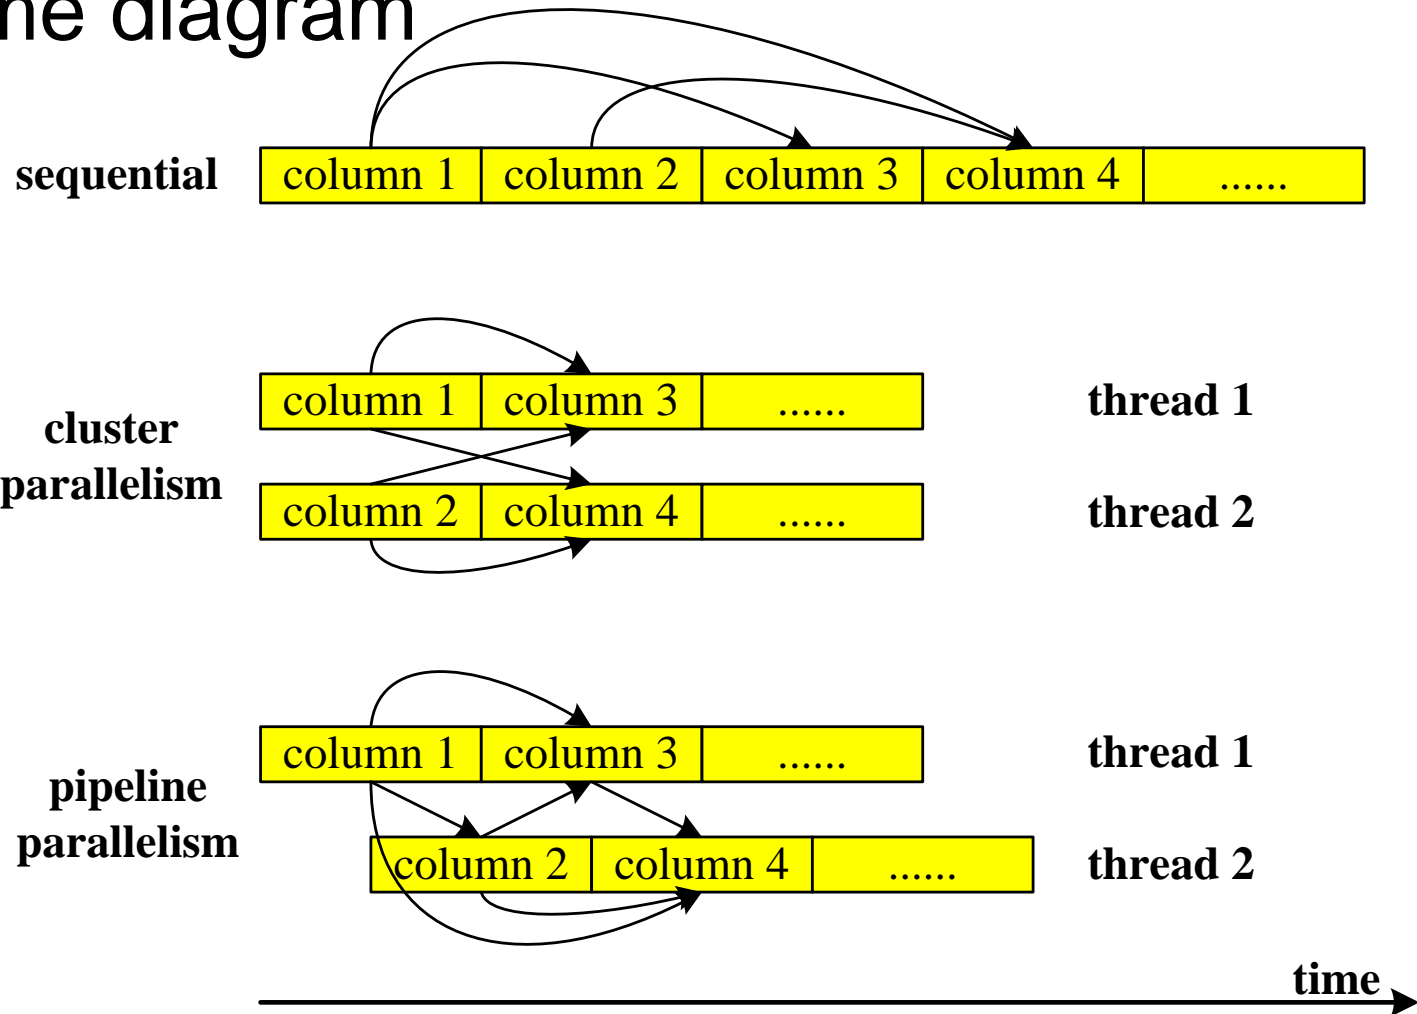 ne diagram
sequential column 1 column 2 column 3 column 4 ......
cluster
parallelism
column 1 column 3 ...... thread 1
column 2 column 4 ...... thread 2
pipeline
parallelism
column 1 column 3 ...... thread 1
column 2 column 4 ...... thread 2
time